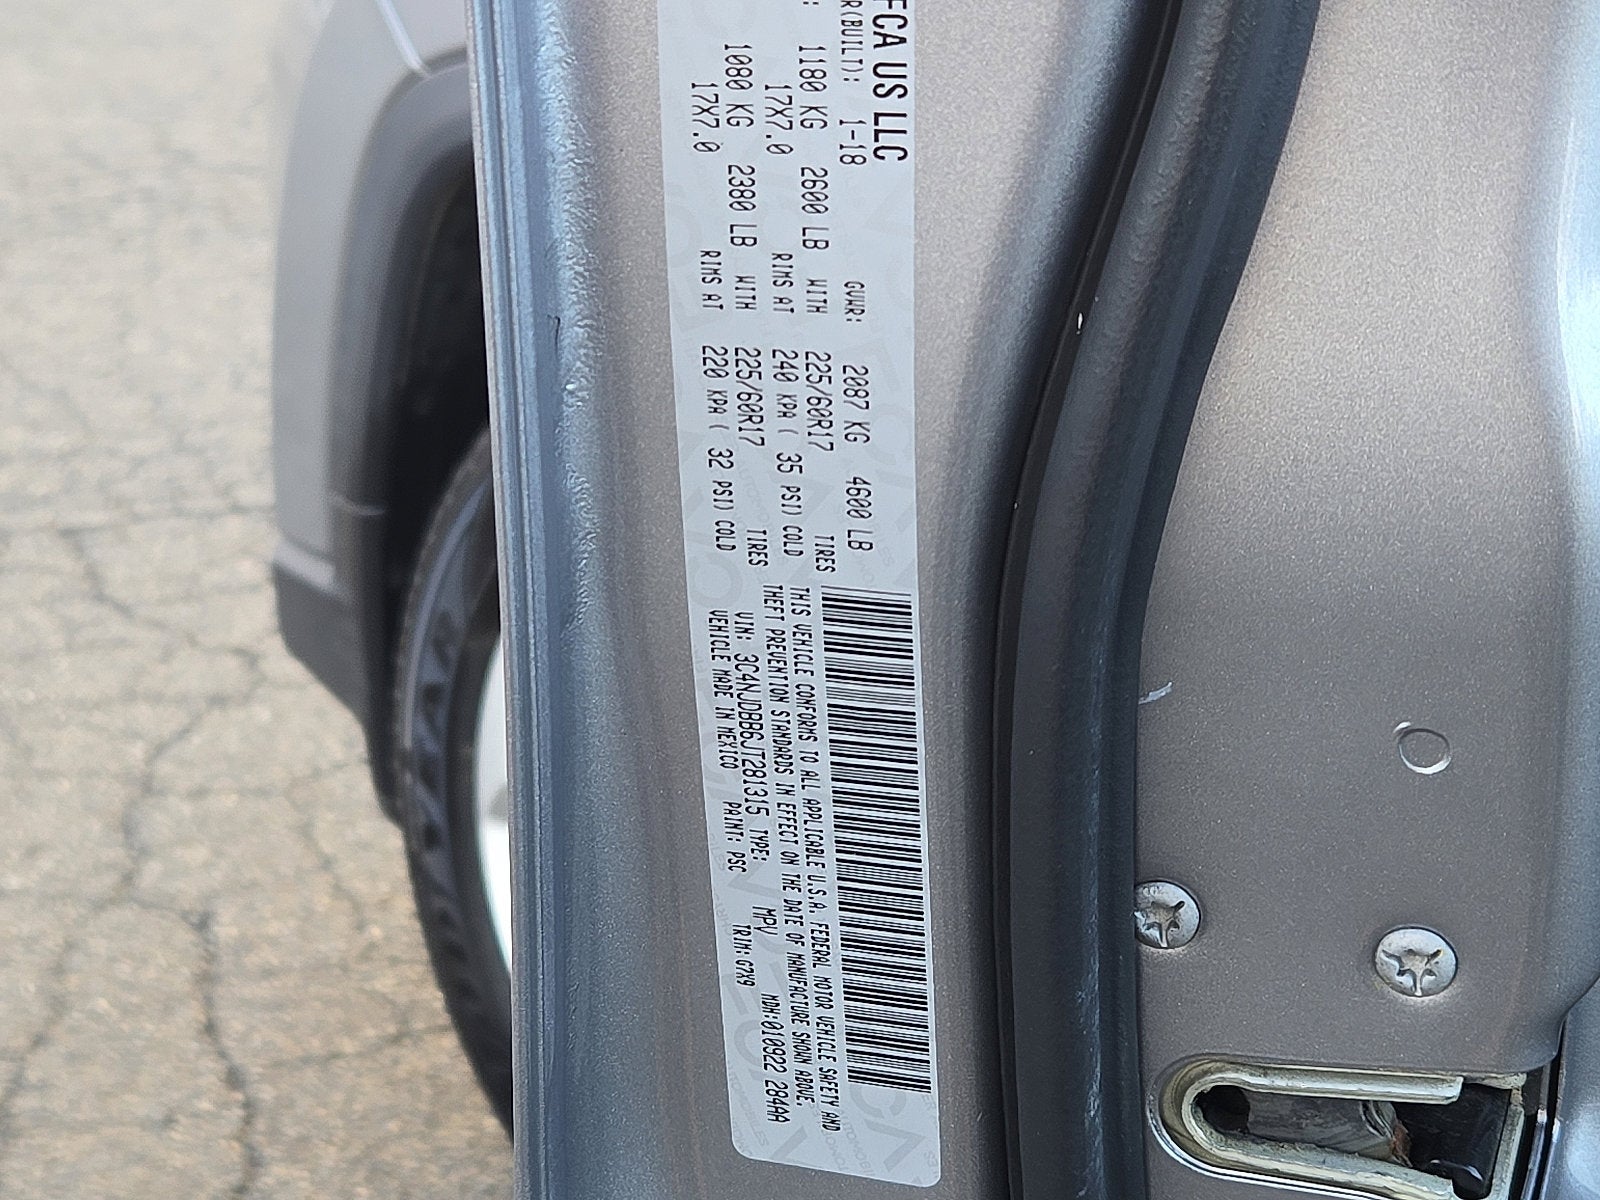 FCA US LLC
R(BUILT): 1-18 GVWR: 2087 KG 4600 LB
: 1180 KG 2600 LB WITH 225/60R17 TIRES
17X7.0 RIMS AT 240 KPA ( 35 PSI) COLD
1080 KG 2380 LB WITH 225/60R17 TIRES
17X7.0 RIMS AT 220 KPA ( 32 PSI) COLD
THIS VEHICLE CONFORMS TO ALL APPLICABLE U.S.A. FEDERAL MOTOR VEHICLE SAFETY AND
THEFT PREVENTION STANDARDS IN EFFECT ON THE DATE OF MANUFACTURE SHOWN ABOVE.
VIN: 3C4NJDBB6JT281315 TYPE: MPV MDH:010922 284AA
VEHICLE MADE IN MEXICO PAINT: PSC TRIM: G7X9